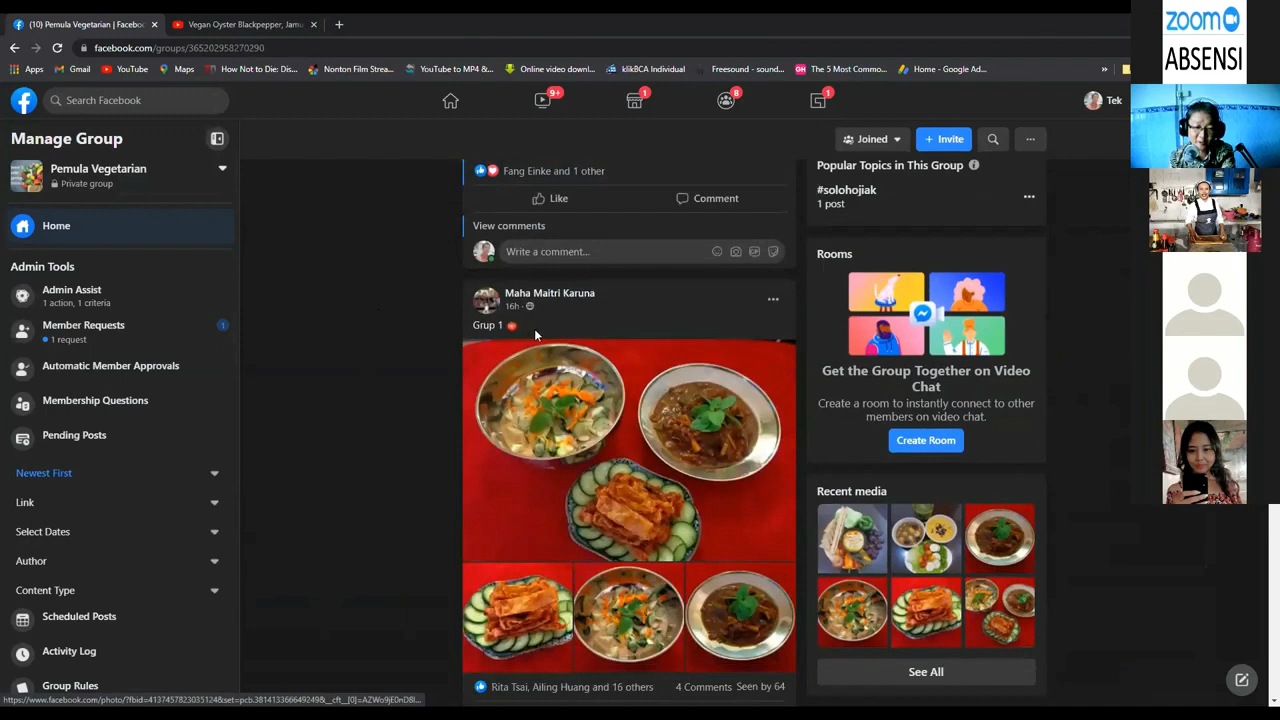 (10) Pemula Vegetarian | Faceboo
Vegan Oyster Blackpepper, Jamu
facebook.com/groups/365202958270290
Apps
Gmail
YouTube
Maps
How Not to Die: Dis...
Nonton Film Strea...
YouTube to MP4 &...
Online video downl...
klikBCA Individual
Freesound - soun...
GH
The 5 Most Commo...
Home - Google Ad...
»
zoom
ABSENSI
Search Facebook
9+
1
8
1
Tek
Manage Group
Pemula Vegetarian
Private group
Home
Admin Tools
Admin Assist
1 action, 1 criteria
Member Requests
1
1 request
Automatic Member Approvals
Membership Questions
Pending Posts
Newest First
Link
Select Dates
Author
Content Type
Scheduled Posts
Activity Log
Group Rules
Joined
+ Invite
Fang Einke and 1 other
Like
Comment
View comments
Write a comment...
GIF
Maha Maitri Karuna
16h ·
Grup 1
Rita Tsai, Ailing Huang and 16 others
4 Comments
Seen by 64
Popular Topics in This Group
#solohojiak
1 post
Rooms
Get the Group Together on Video
Chat
Create a room to instantly connect to other
members on video chat.
Create Room
Recent media
See All